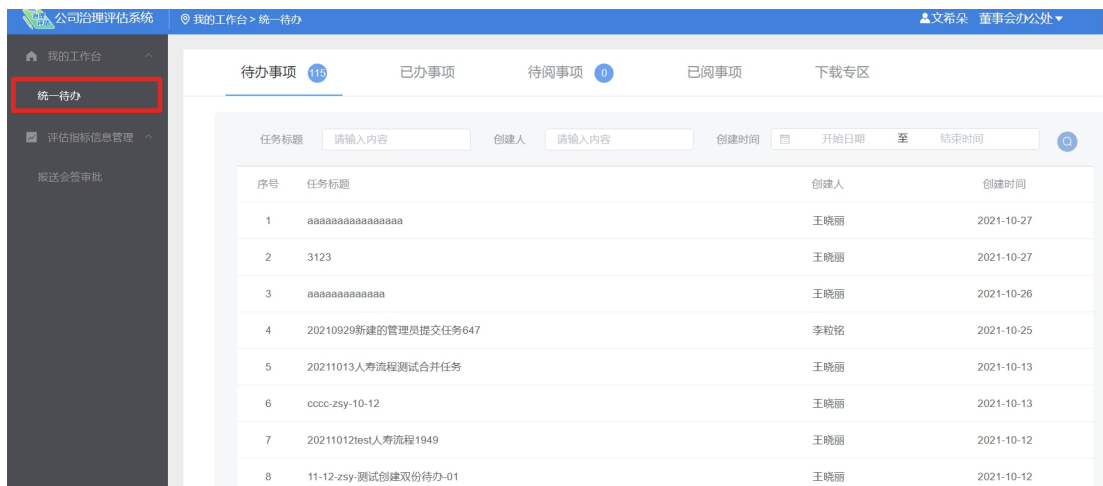 治理评估 公司治理评估系统 我的工作台 > 统一待办 文希朵 董事会办公处
我的工作台
统一待办
评估指标信息管理
报送会签审批
待办事项 115 已办事项 待阅事项 0 已阅事项 下载专区
任务标题 请输入内容 创建人 请输入内容 创建时间 开始日期 至 结束时间
序号 任务标题 创建人 创建时间
1 aaaaaaaaaaaaaaaa 王晓丽 2021-10-27
2 3123 王晓丽 2021-10-27
3 aaaaaaaaaaaaa 王晓丽 2021-10-26
4 20210929新建的管理员提交任务647 李粒铭 2021-10-25
5 20211013人寿流程测试合并任务 王晓丽 2021-10-13
6 cccc-zsy-10-12 王晓丽 2021-10-13
7 20211012test人寿流程1949 王晓丽 2021-10-12
8 11-12-zsy-测试创建双份待办-01 王晓丽 2021-10-12